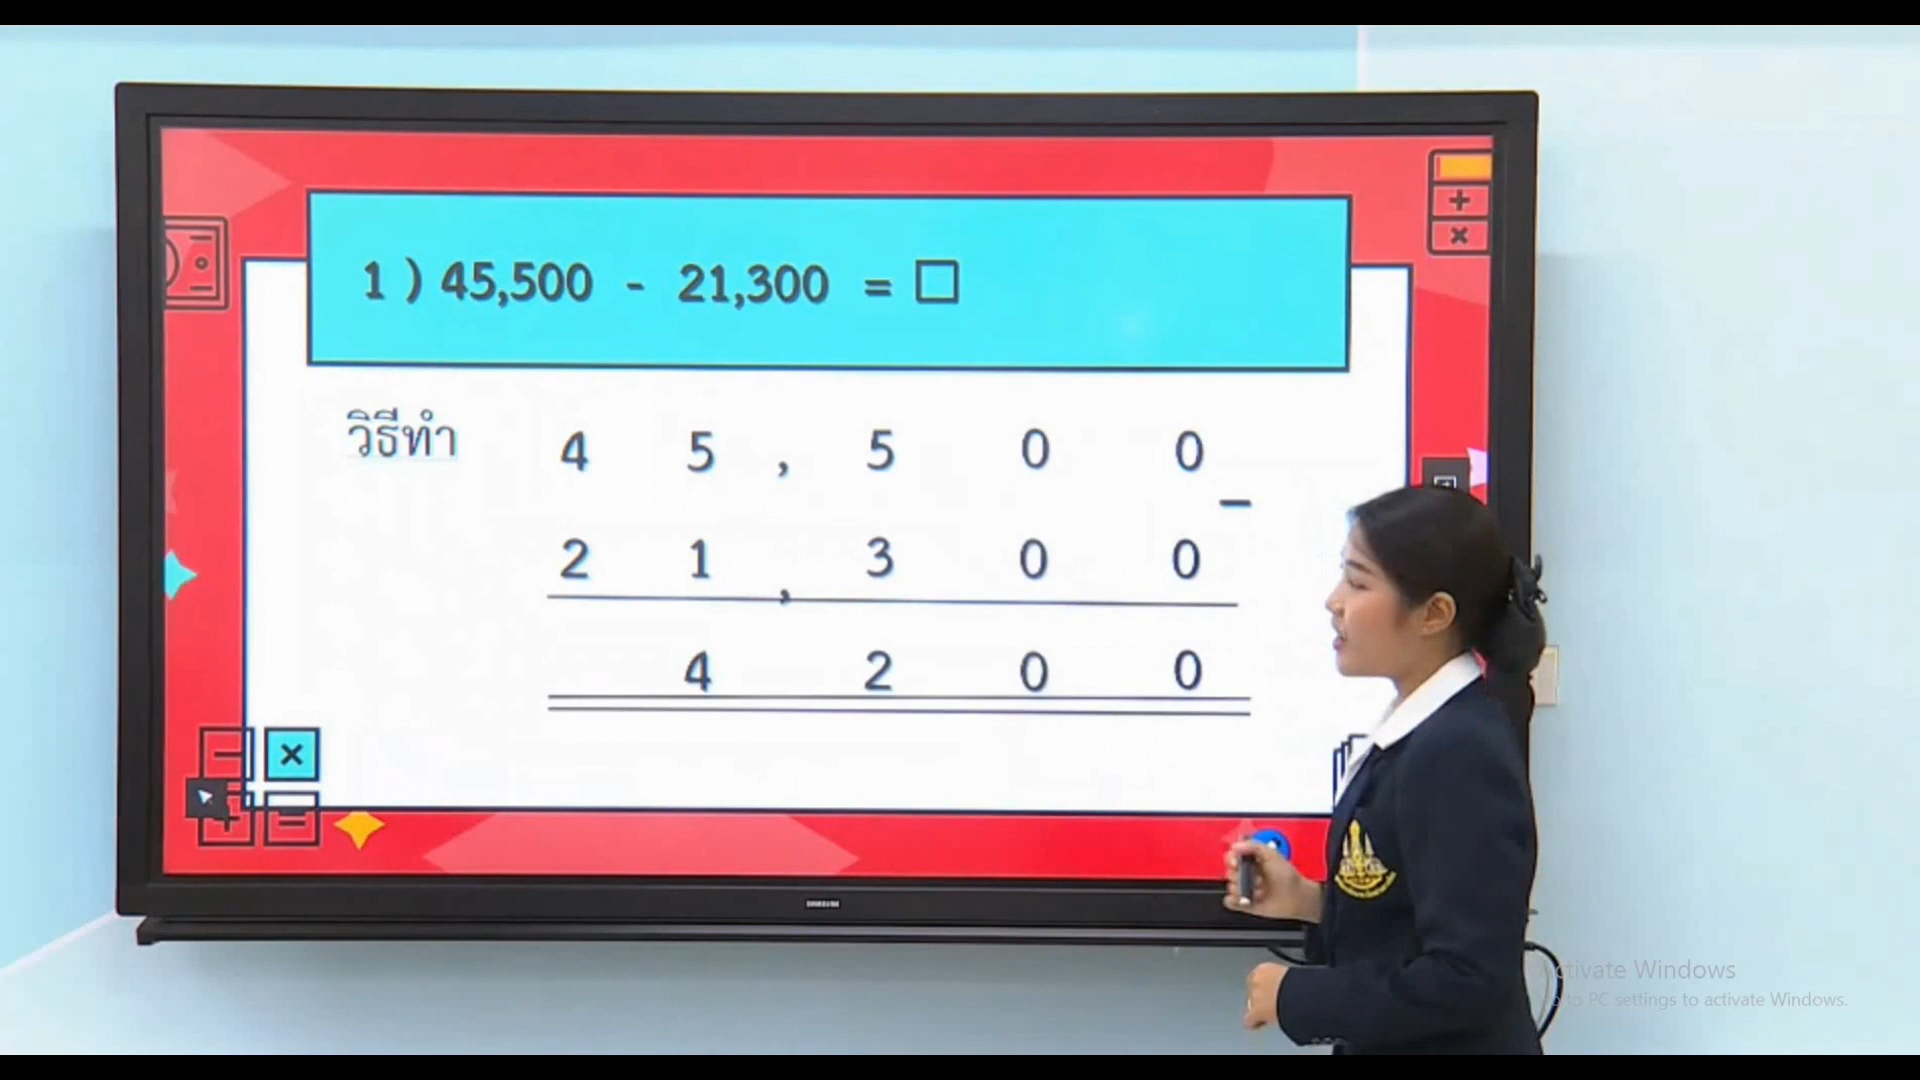 1 ) 45,500 - 21,300 = □
วิธีทำ 4 5 , 5 0 0
−
2 1 , 3 0 0
4 2 0 0
SAMSUNG
Activate Windows
Go to PC settings to activate Windows.